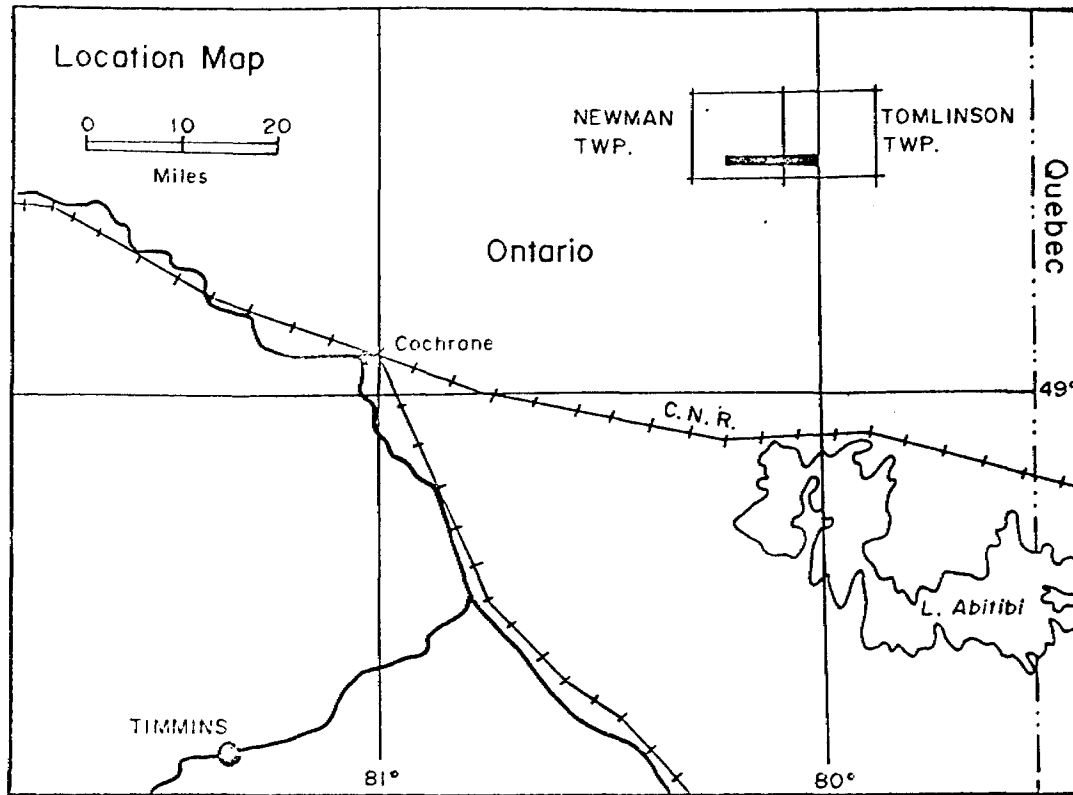 Location Map
0 10 20
Miles
NEWMAN
TWP.
TOMLINSON
TWP.
Quebec
Ontario
Cochrane
49°
C. N. R.
L. Abitibi
TIMMINS
81°
80°